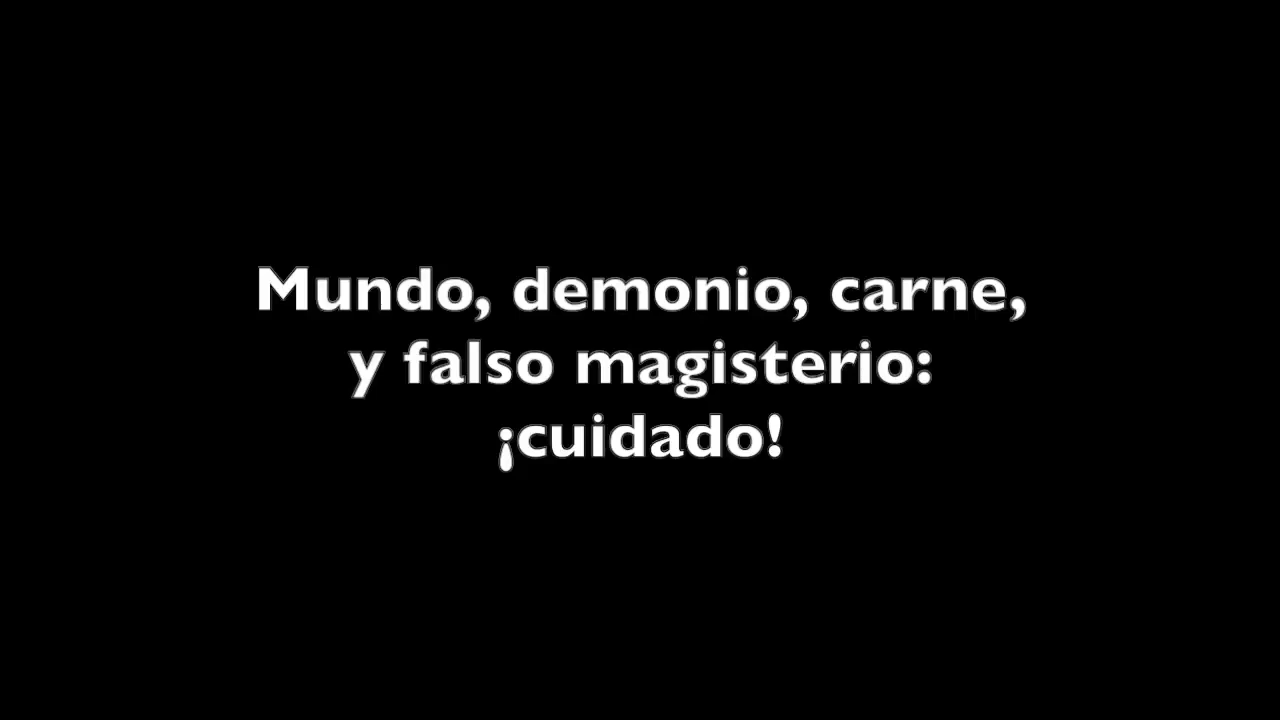 Mundo, demonio, carne,
y falso magisterio:
¡cuidado!